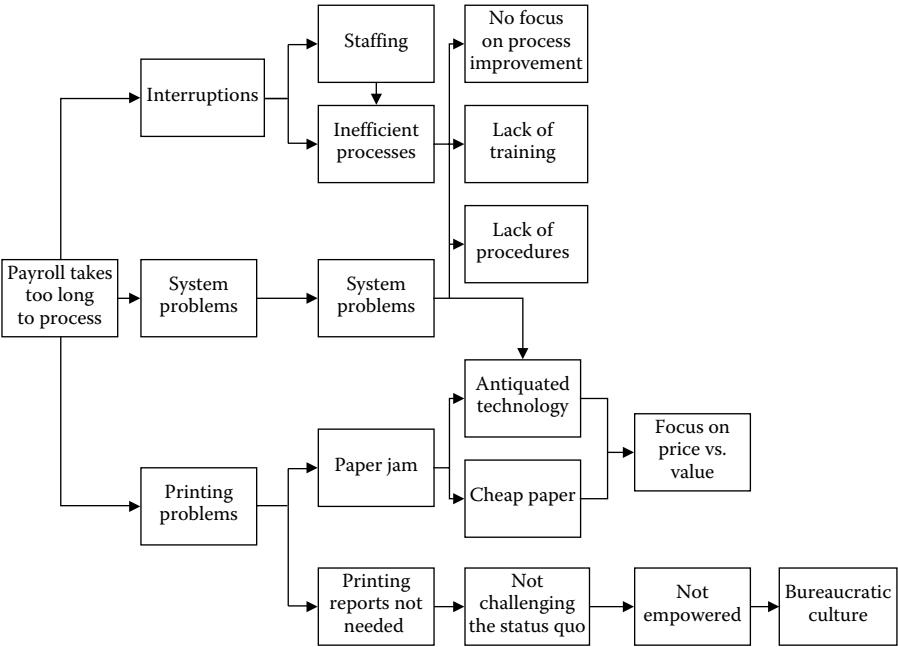 Staffing
No focus
on process
improvement
Interruptions
Inefficient
processes
Lack of
training
Lack of
procedures
Payroll takes
too long
to process
System
problems
System
problems
Antiquated
technology
Focus on
price vs.
value
Paper jam
Cheap paper
Printing
problems
Printing
reports not
needed
Not
challenging
the status quo
Not
empowered
Bureaucratic
culture